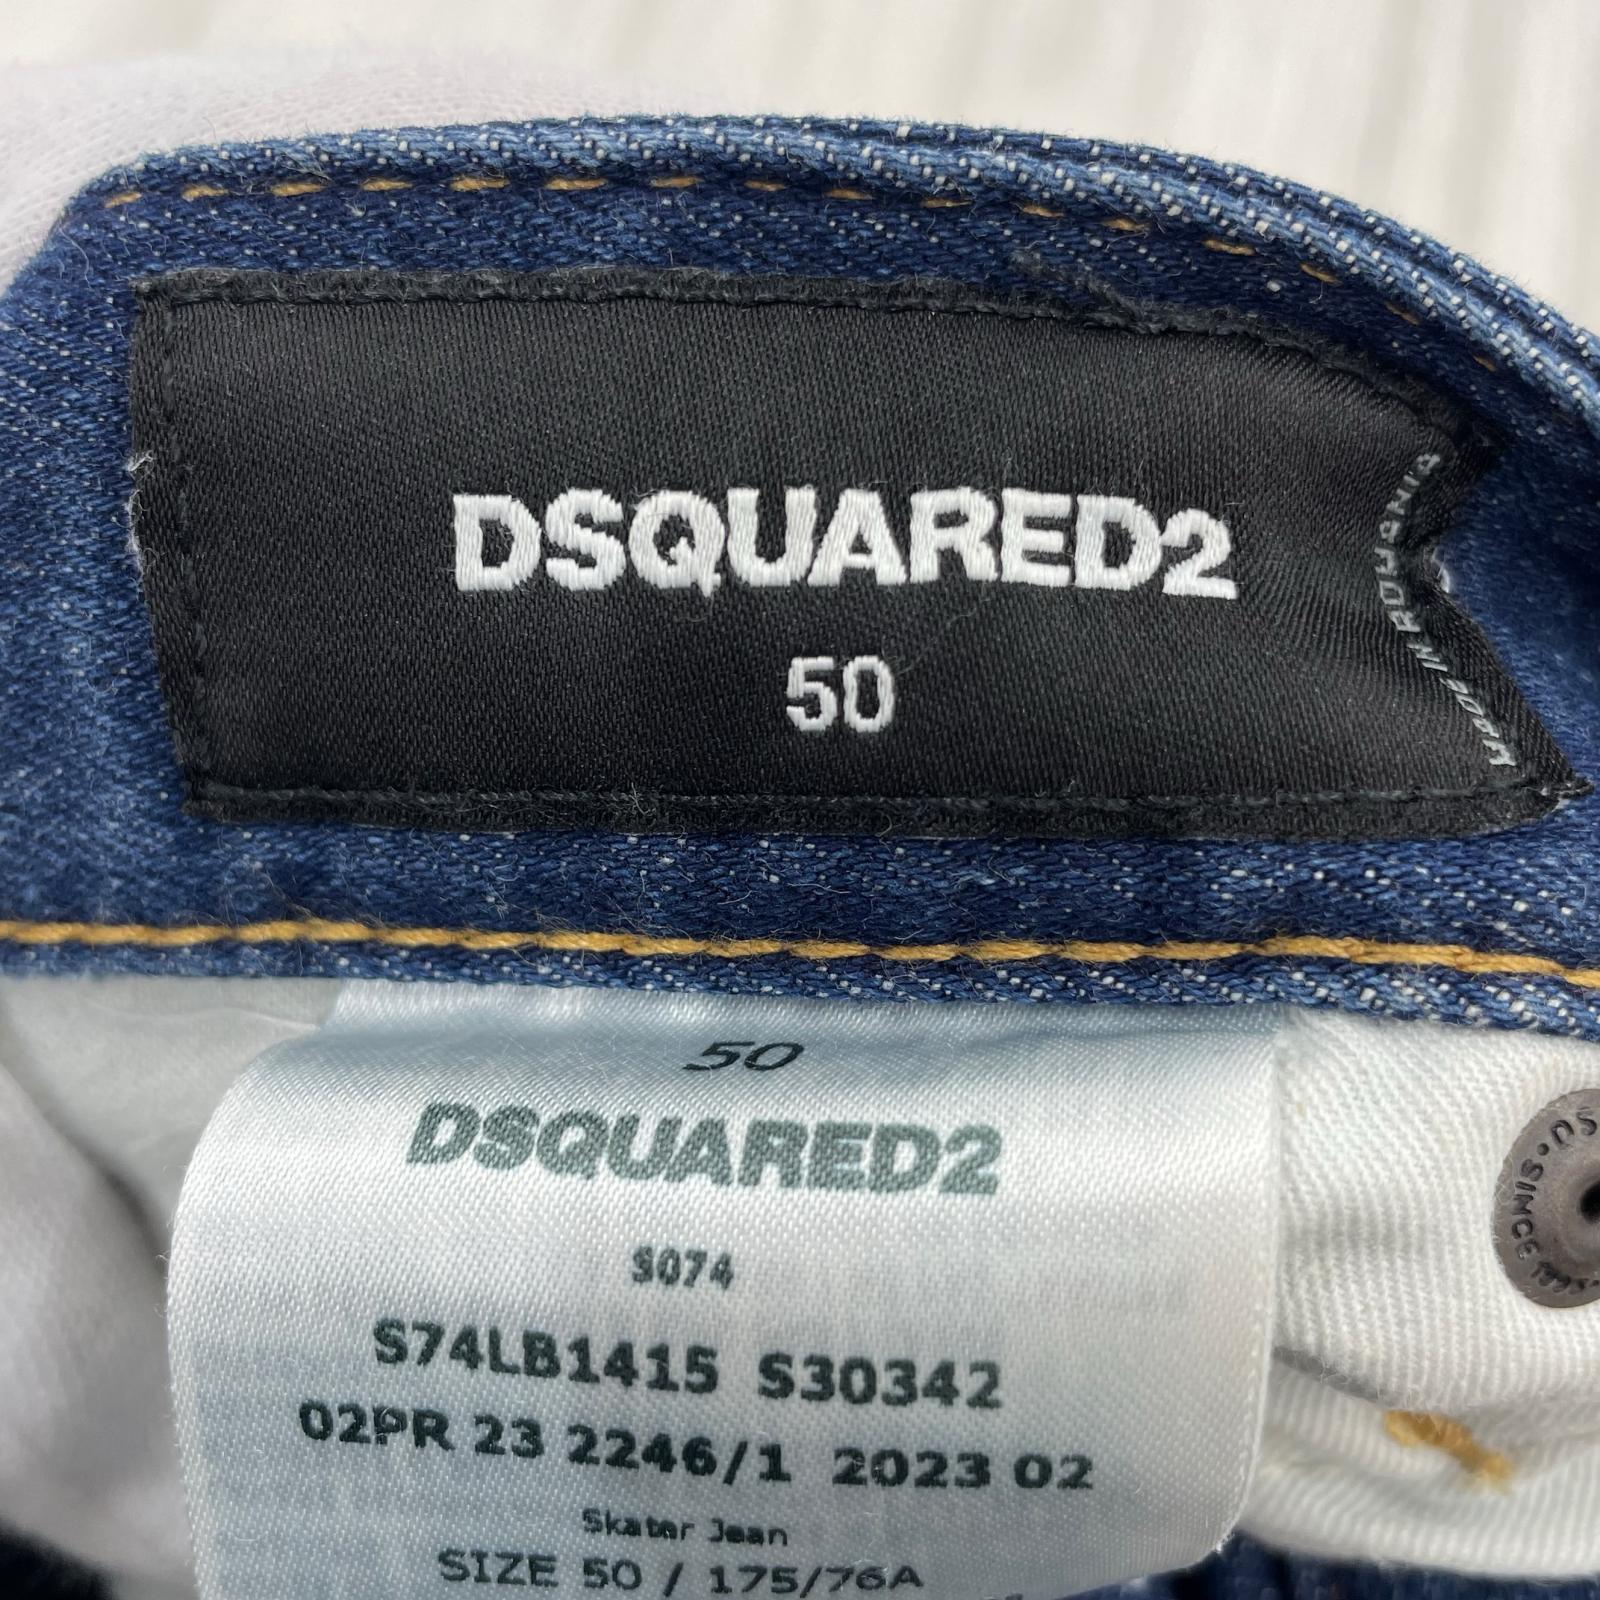 DSQUARED2
50
MADE IN ROMANIA
50
DSQUARED2
S074
S74LB1415 S30342
02PR 23 2246/1 2023 02
Skater Jean
SIZE 50 / 175/76A
SINCE